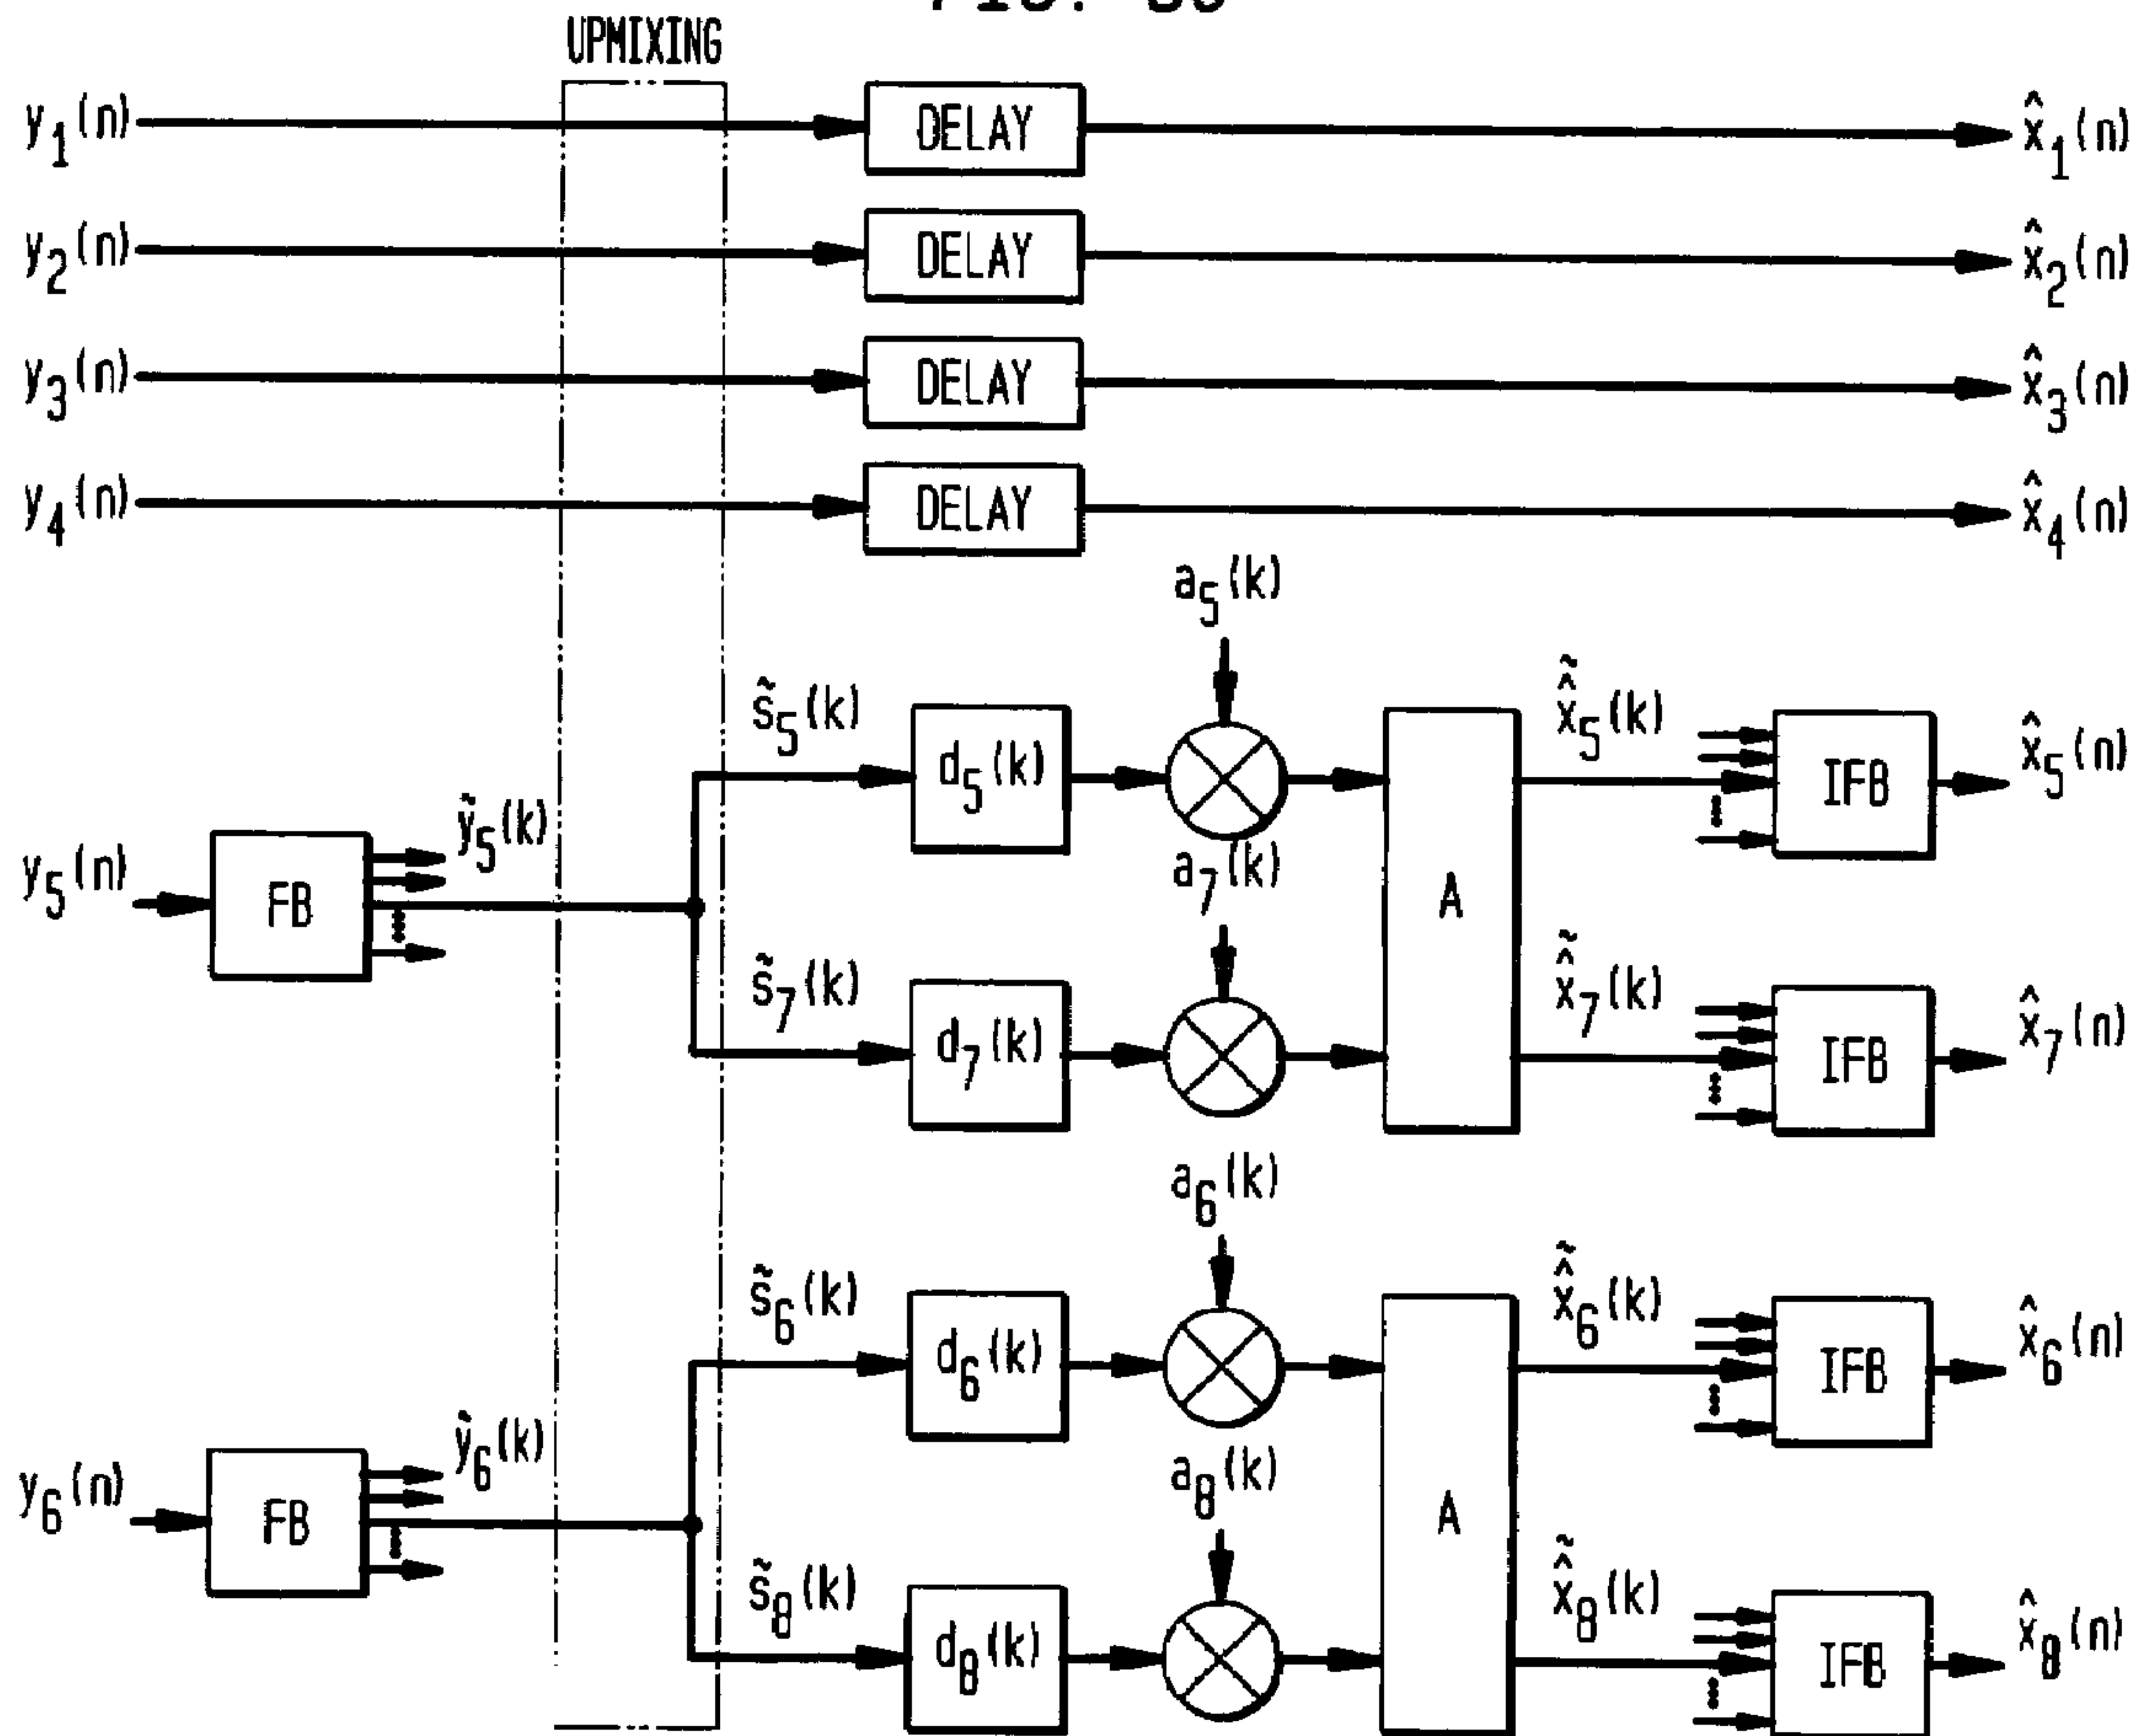 FIG.
UPMIXING
y₁(n) DELAY x̂₁(n)
y₂(n) DELAY x̂₂(n)
y₃(n) DELAY x̂₃(n)
y₄(n) DELAY x̂₄(n)
a₅(k)
s̃₅(k) d₅(k) x̃̂₅(k) IFB x̂₅(n)
y₅(n) FB ỹ₅(k) a₇(k) A
s̃₇(k) d₇(k) x̃̂₇(k) IFB x̂₇(n)
a₆(k)
s̃₆(k) d₆(k) x̃̂₆(k) IFB x̂₆(n)
y₆(n) FB ỹ₆(k) a₈(k) A
s̃₈(k) d₈(k) x̃̂₈(k) IFB x̂₈(n)